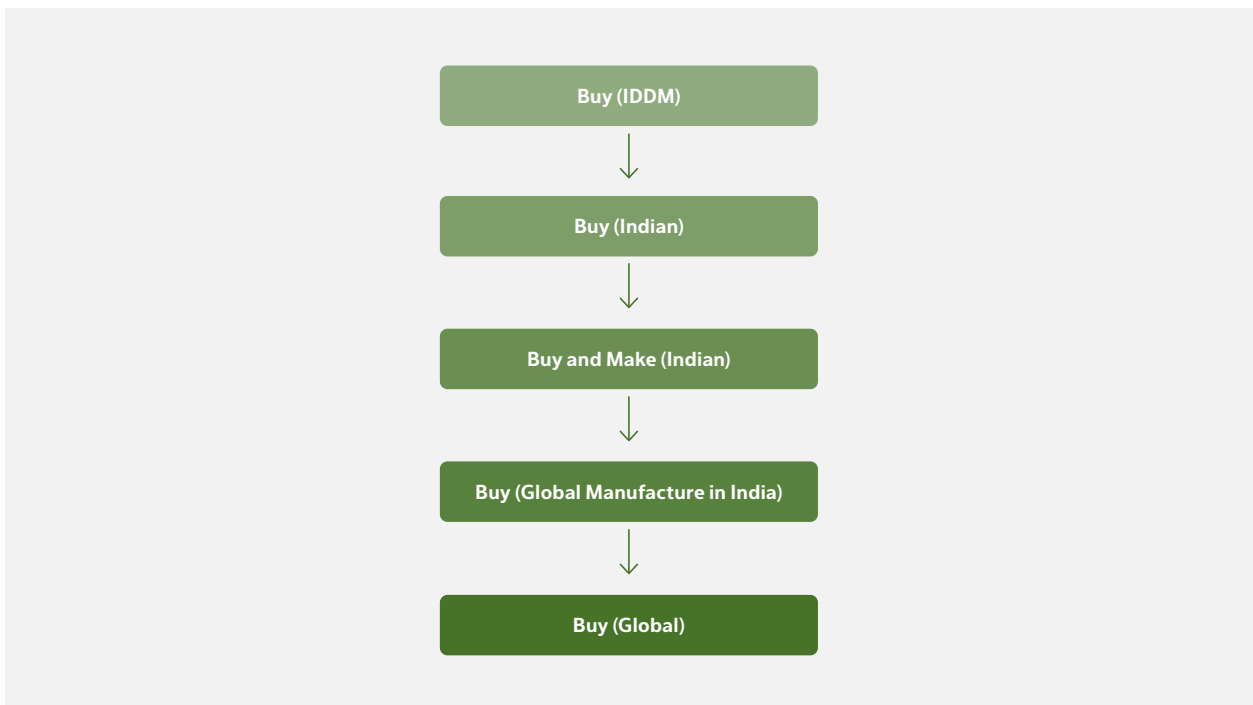 Buy (IDDM)
Buy (Indian)
Buy and Make (Indian)
Buy (Global Manufacture in India)
Buy (Global)